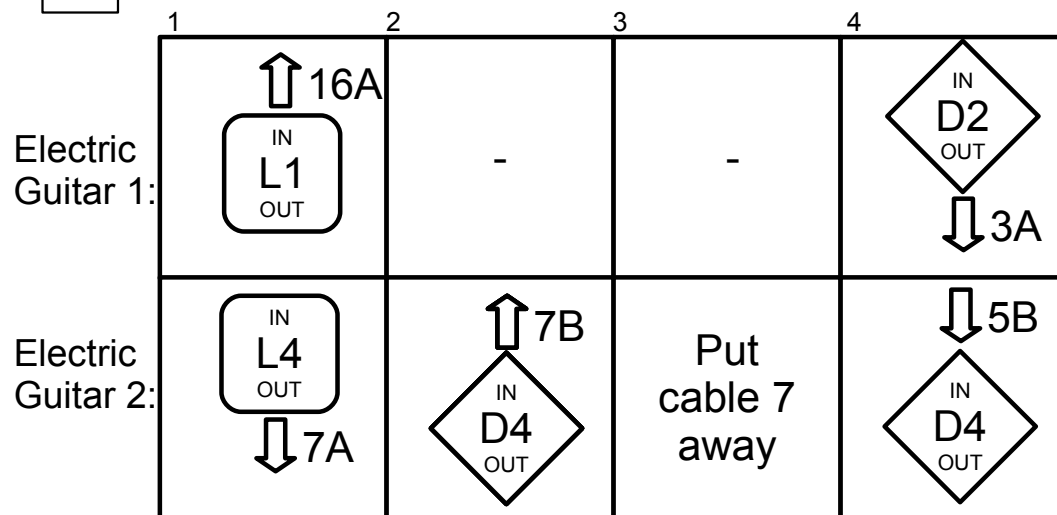 1 2 3 4
Electric
Guitar 1:
16A
IN
L1
OUT
-
-
IN
D2
OUT
3A
Electric
Guitar 2:
IN
L4
OUT
7A
7B
IN
D4
OUT
Put
cable 7
away
5B
IN
D4
OUT